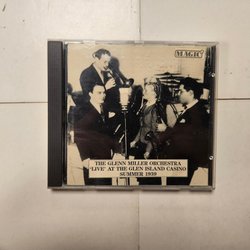 MAGIC
THE GLENN MILLER ORCHESTRA
'LIVE' AT THE GLEN ISLAND CASINO
SUMMER 1939